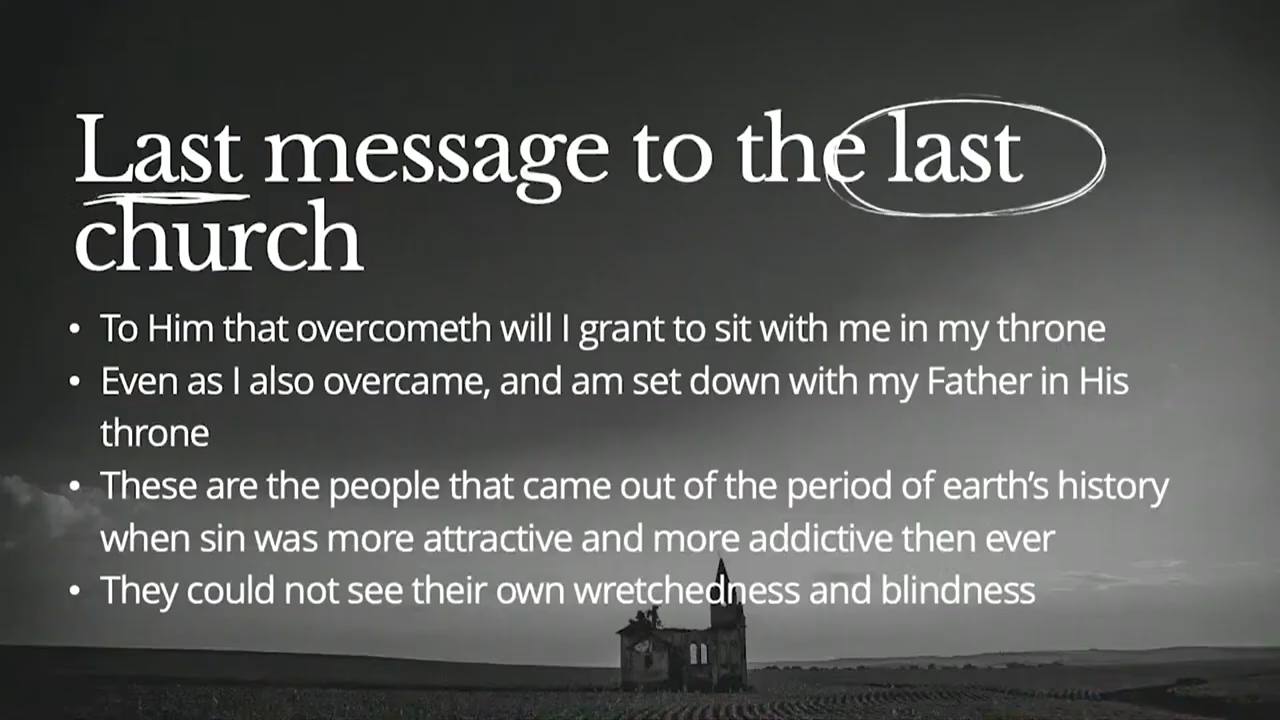 Last message to the last
church
• To Him that overcometh will I grant to sit with me in my throne
• Even as I also overcame, and am set down with my Father in His
throne
• These are the people that came out of the period of earth’s history
when sin was more attractive and more addictive then ever
• They could not see their own wretchedness and blindness